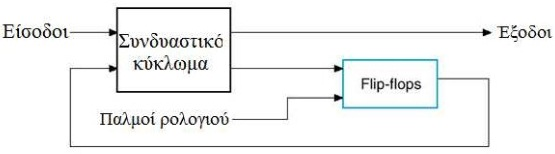 Είσοδοι
Συνδυαστικό
κύκλωμα
Έξοδοι
Flip-flops
Παλμοί ρολογιού